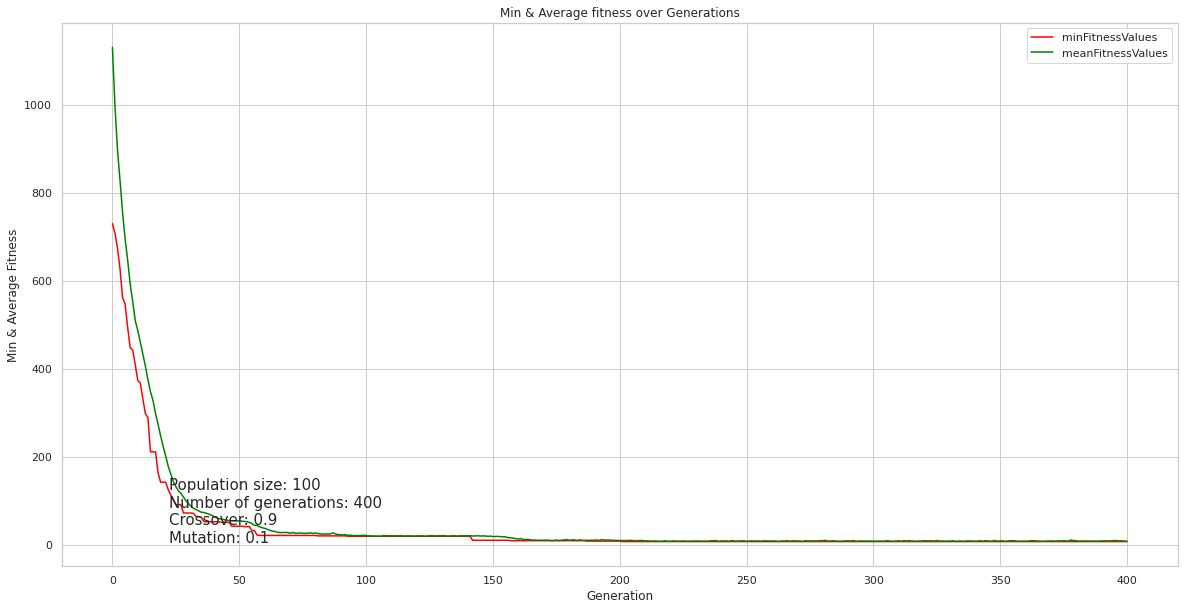 Min & Average fitness over Generations
minFitnessValues
meanFitnessValues
Min & Average Fitness
1000
800
600
400
200
0
Population size: 100
Number of generations: 400
Crossover: 0.9
Mutation: 0.1
0 50 100 150 200 250 300 350 400
Generation